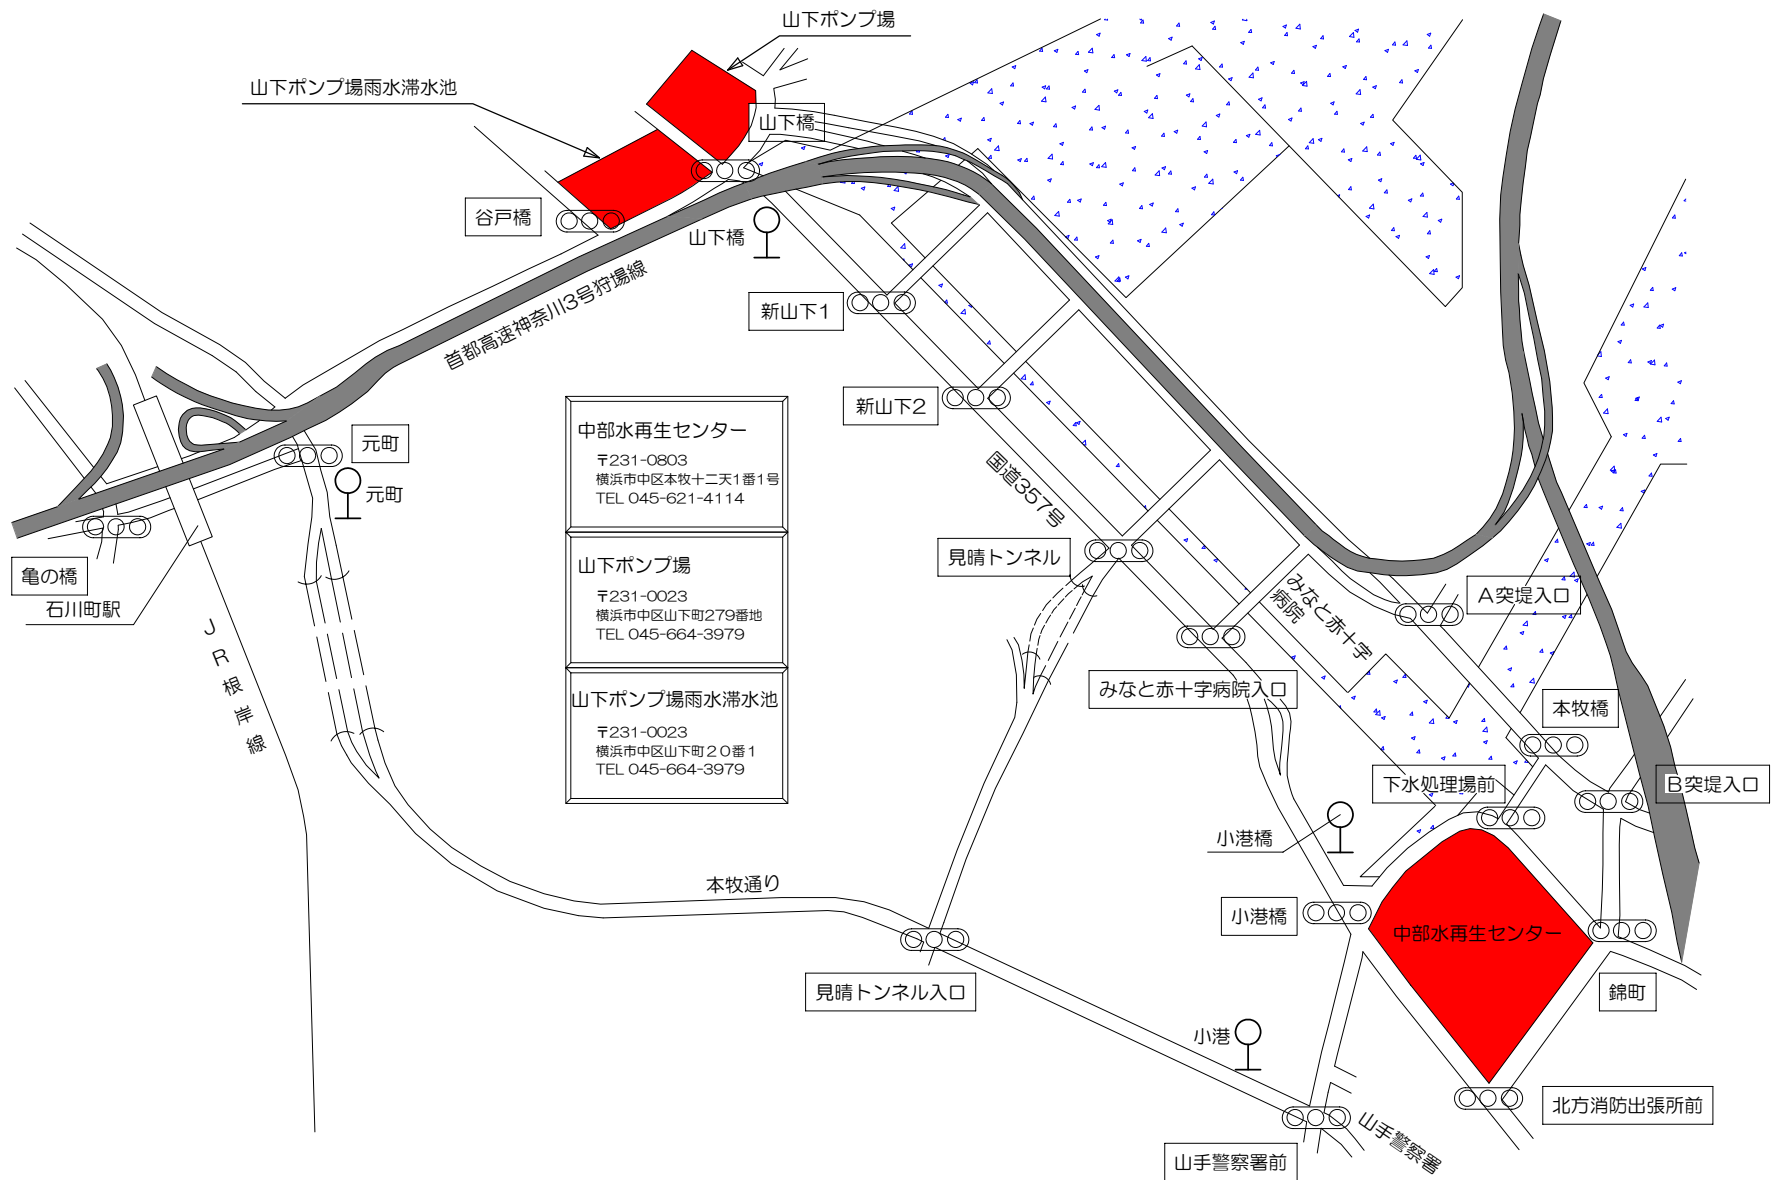 山下ポンプ場
山下ポンプ場雨水滞水池
山下橋
谷戸橋
山下橋
首都高速神奈川3号狩場線
新山下1
新山下2
国道357号
元町
元町
亀の橋
石川町駅
JR根岸線
中部水再生センター
〒231-0803
横浜市中区本牧十二天1番1号
TEL 045-621-4114
山下ポンプ場
〒231-0023
横浜市中区山下町279番地
TEL 045-664-3979
山下ポンプ場雨水滞水池
〒231-0023
横浜市中区山下町20番1
TEL 045-664-3979
見晴トンネル
みなと赤十字
病院
A突堤入口
みなと赤十字病院入口
本牧橋
下水処理場前
B突堤入口
小港橋
本牧通り
小港橋
中部水再生センター
見晴トンネル入口
錦町
小港
北方消防出張所前
山手警察署
山手警察署前